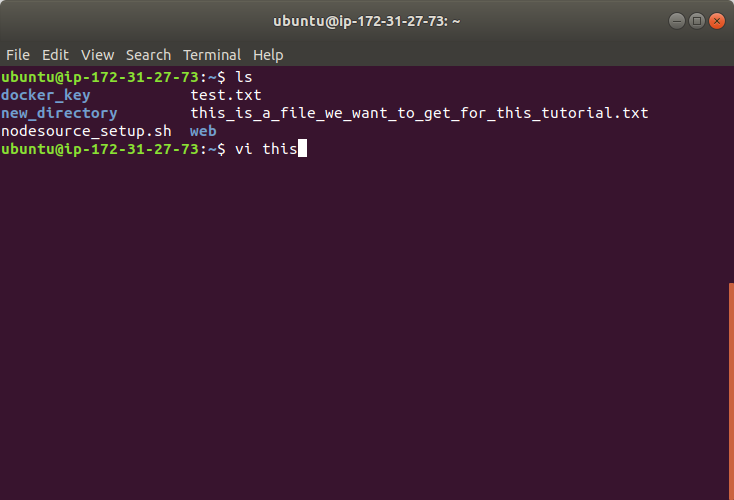 ubuntu@ip-172-31-27-73: ~
File Edit View Search Terminal Help
ubuntu@ip-172-31-27-73:~$ ls
docker_key test.txt
new_directory this_is_a_file_we_want_to_get_for_this_tutorial.txt
nodesource_setup.sh web
ubuntu@ip-172-31-27-73:~$ vi this